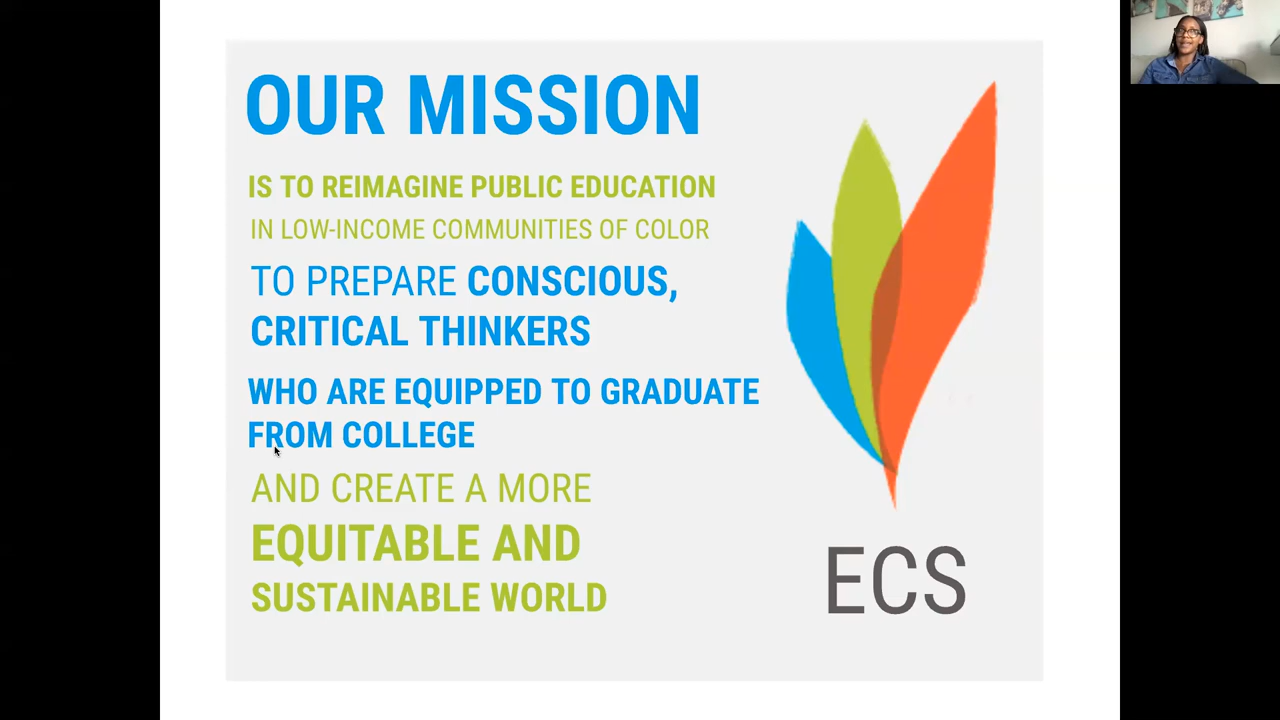 OUR MISSION
IS TO REIMAGINE PUBLIC EDUCATION
IN LOW-INCOME COMMUNITIES OF COLOR
TO PREPARE CONSCIOUS,
CRITICAL THINKERS
WHO ARE EQUIPPED TO GRADUATE
FROM COLLEGE
AND CREATE A MORE
EQUITABLE AND
SUSTAINABLE WORLD
ECS